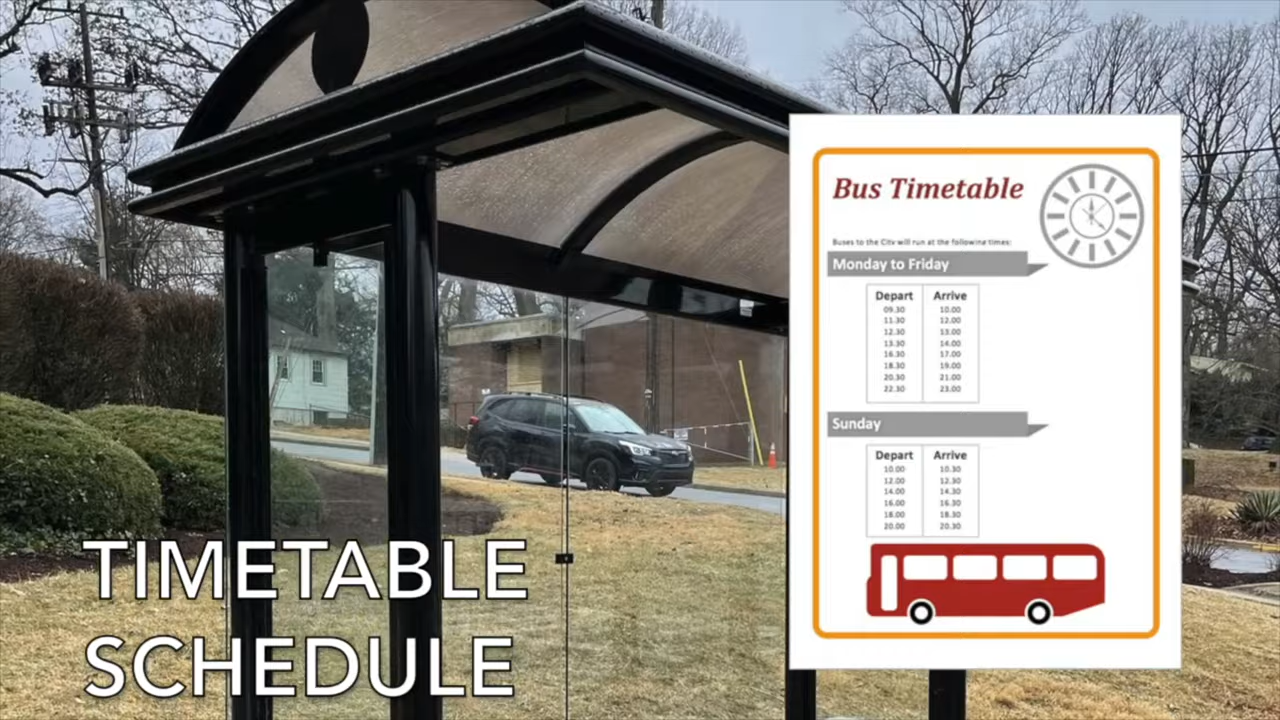 Bus Timetable
Buses to the City will run at the following times:
Monday to Friday
Depart Arrive
09.30 10.00
11.30 12.00
12.30 13.00
13.30 14.00
16.30 17.00
18.30 19.00
20.30 21.00
22.30 23.00
Sunday
Depart Arrive
10.00 10.30
12.00 12.30
14.00 14.30
16.00 16.30
18.00 18.30
20.00 20.30
TIMETABLE
SCHEDULE